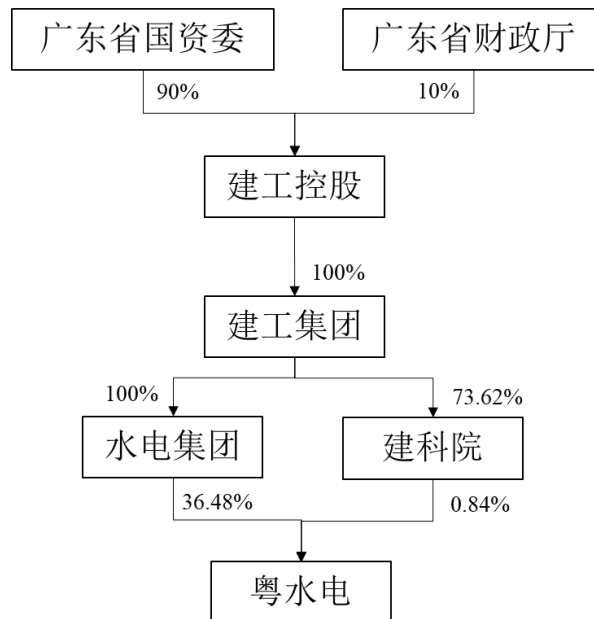 广东省国资委
广东省财政厅
90%
10%
建工控股
100%
建工集团
100%
73.62%
水电集团
建科院
36.48%
0.84%
粤水电